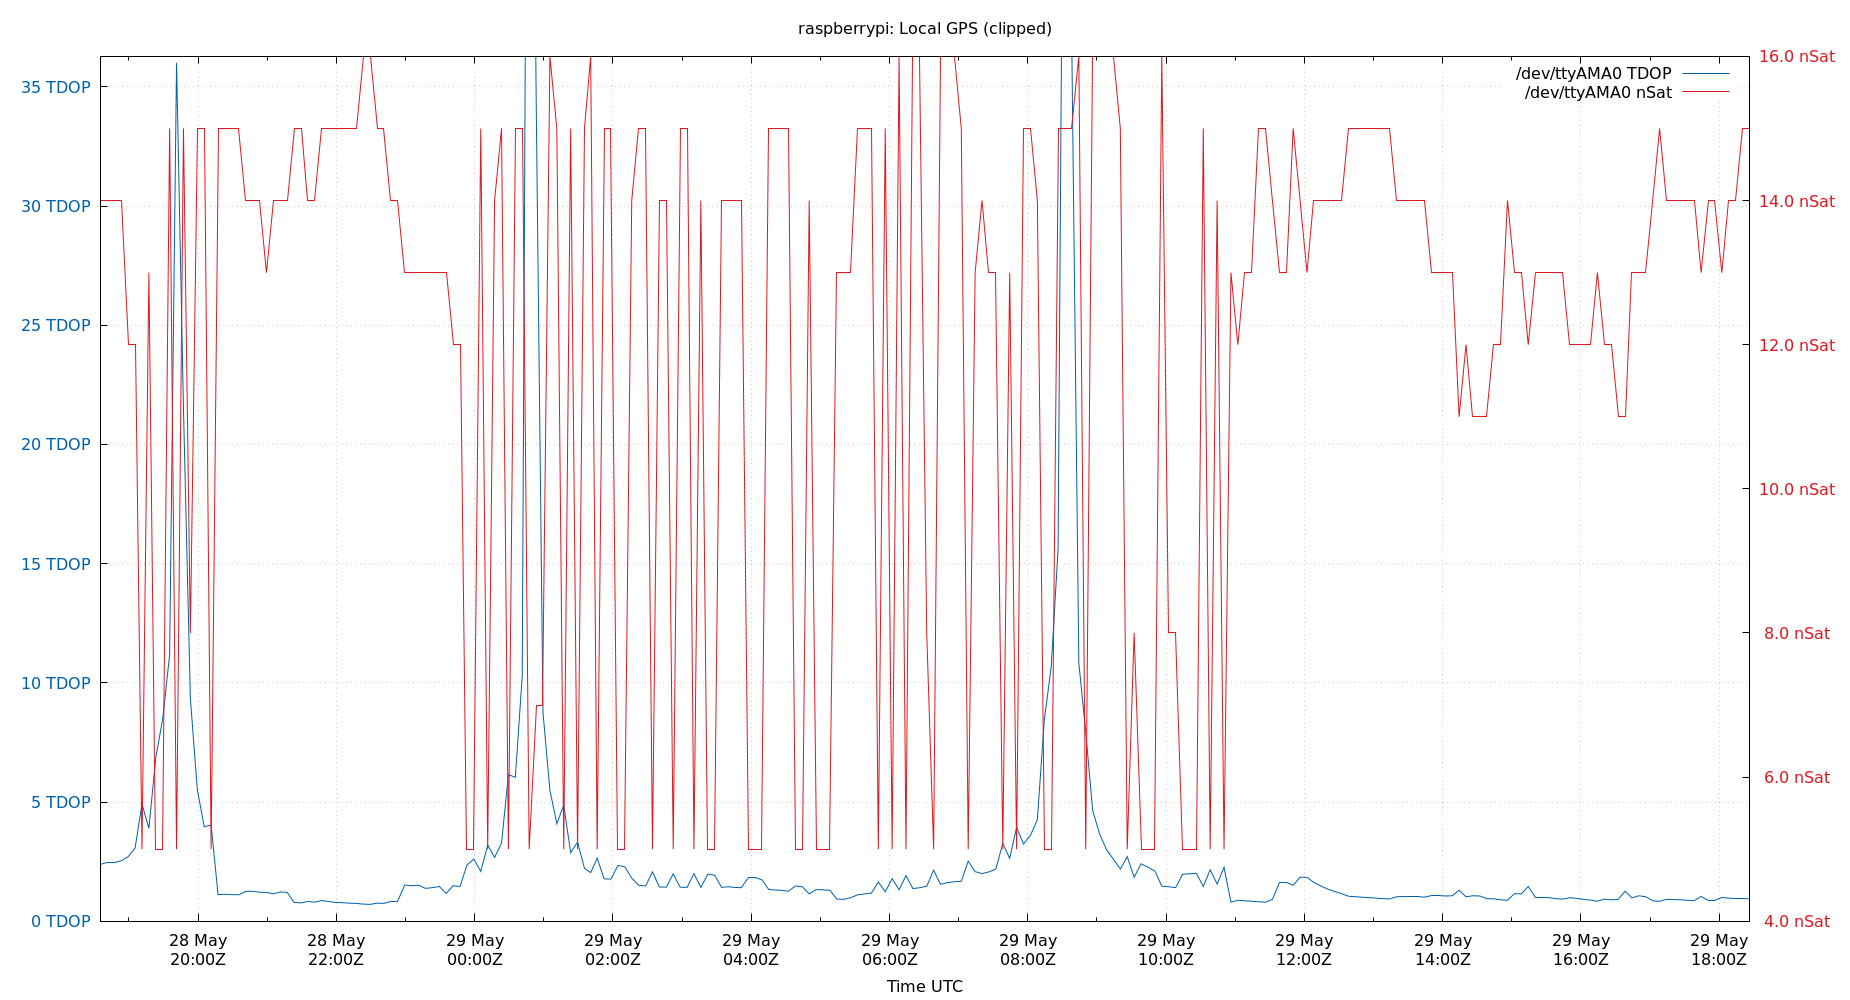 raspberrypi: Local GPS (clipped)
/dev/ttyAMA0 TDOP
/dev/ttyAMA0 nSat
35 TDOP
30 TDOP
25 TDOP
20 TDOP
15 TDOP
10 TDOP
5 TDOP
0 TDOP
16.0 nSat
14.0 nSat
12.0 nSat
10.0 nSat
8.0 nSat
6.0 nSat
4.0 nSat
28 May
20:00Z
28 May
22:00Z
29 May
00:00Z
29 May
02:00Z
29 May
04:00Z
29 May
06:00Z
29 May
08:00Z
29 May
10:00Z
29 May
12:00Z
29 May
14:00Z
29 May
16:00Z
29 May
18:00Z
Time UTC